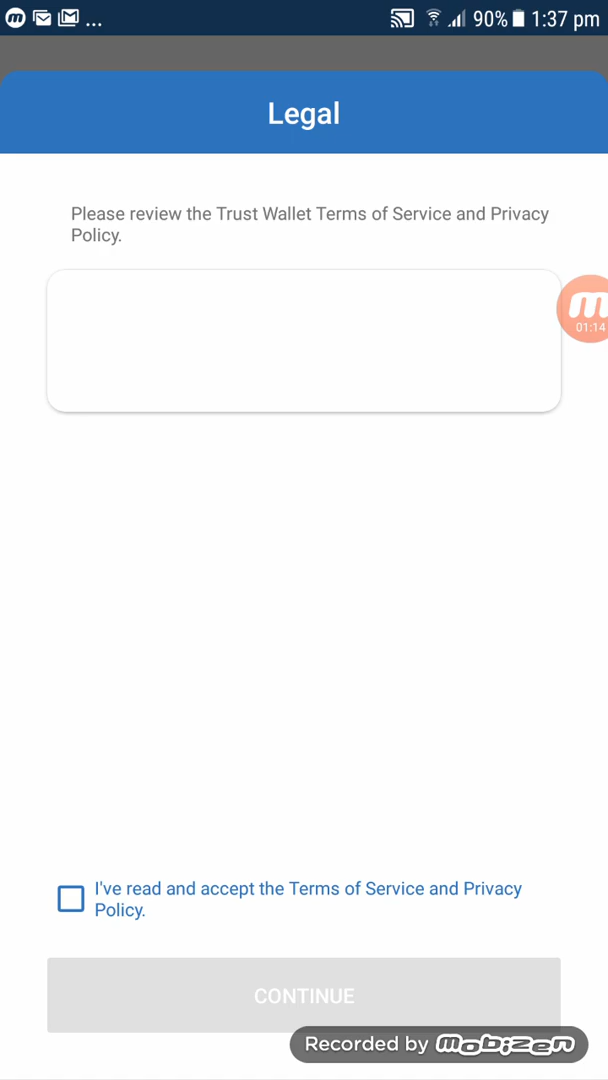 90% 1:37 pm
Legal
Please review the Trust Wallet Terms of Service and Privacy
Policy.
01:14
I've read and accept the Terms of Service and Privacy
Policy.
CONTINUE
Recorded by mobizen